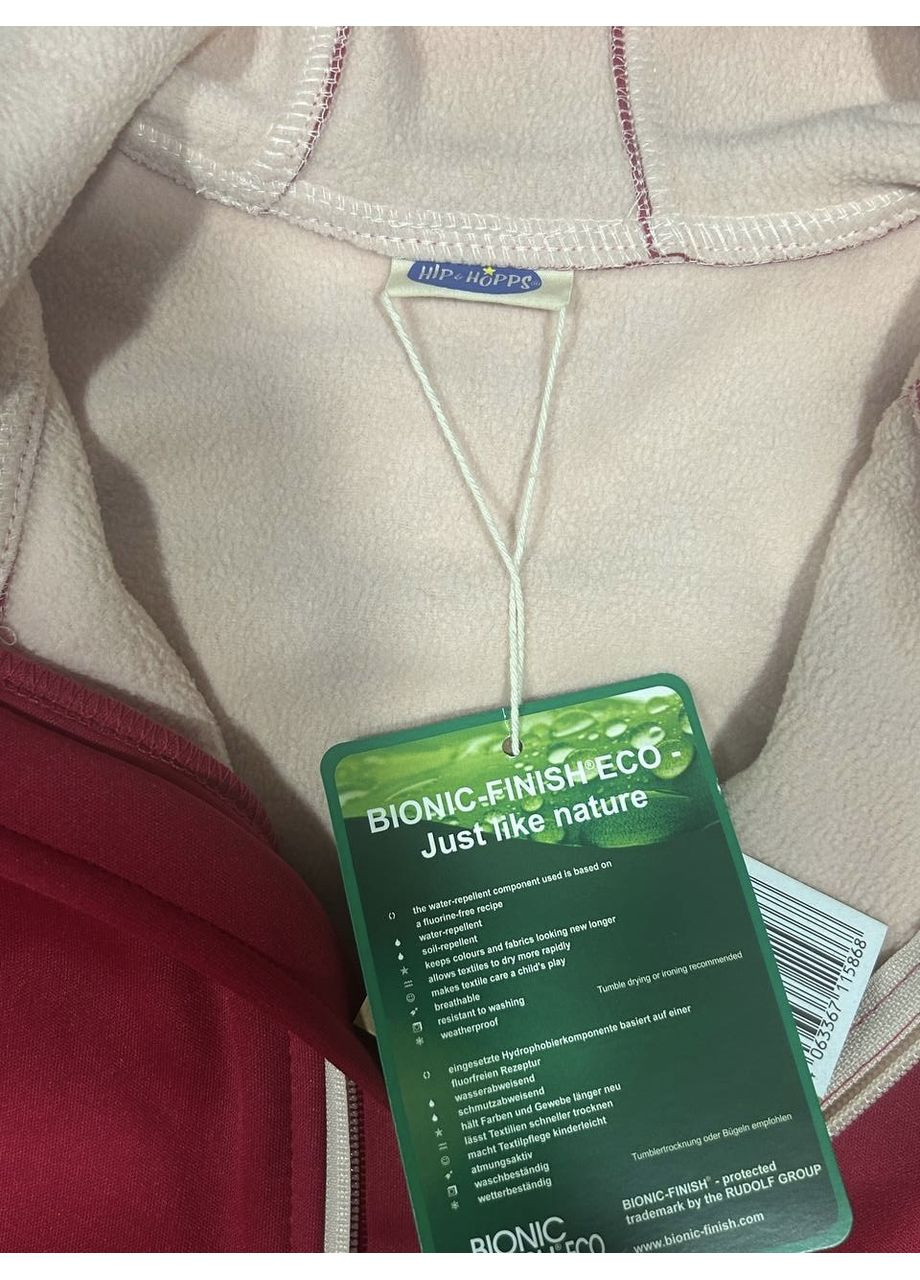 HIP & HOPPS
BIONIC-FINISH® ECO -
Just like nature
the water-repellent component used is based on
a fluorine-free recipe
water-repellent
soil-repellent
keeps colours and fabrics looking new longer
allows textiles to dry more rapidly
makes textile care a child's play
breathable
resistant to washing
weatherproof
Tumble drying or ironing recommended
eingesetzte Hydrophobierkomponente basiert auf einer
fluorfreien Rezeptur
wasserabweisend
schmutzabweisend
hält Farben und Gewebe länger neu
lässt Textilien schneller trocknen
macht Textilpflege kinderleicht
atmungsaktiv
waschbeständig
wetterbeständig
Tumblertrocknung oder Bügeln empfohlen
BIONIC-FINISH® - protected
trademark by the RUDOLF GROUP
www.bionic-finish.com
BIONIC
ECO
063367 115868